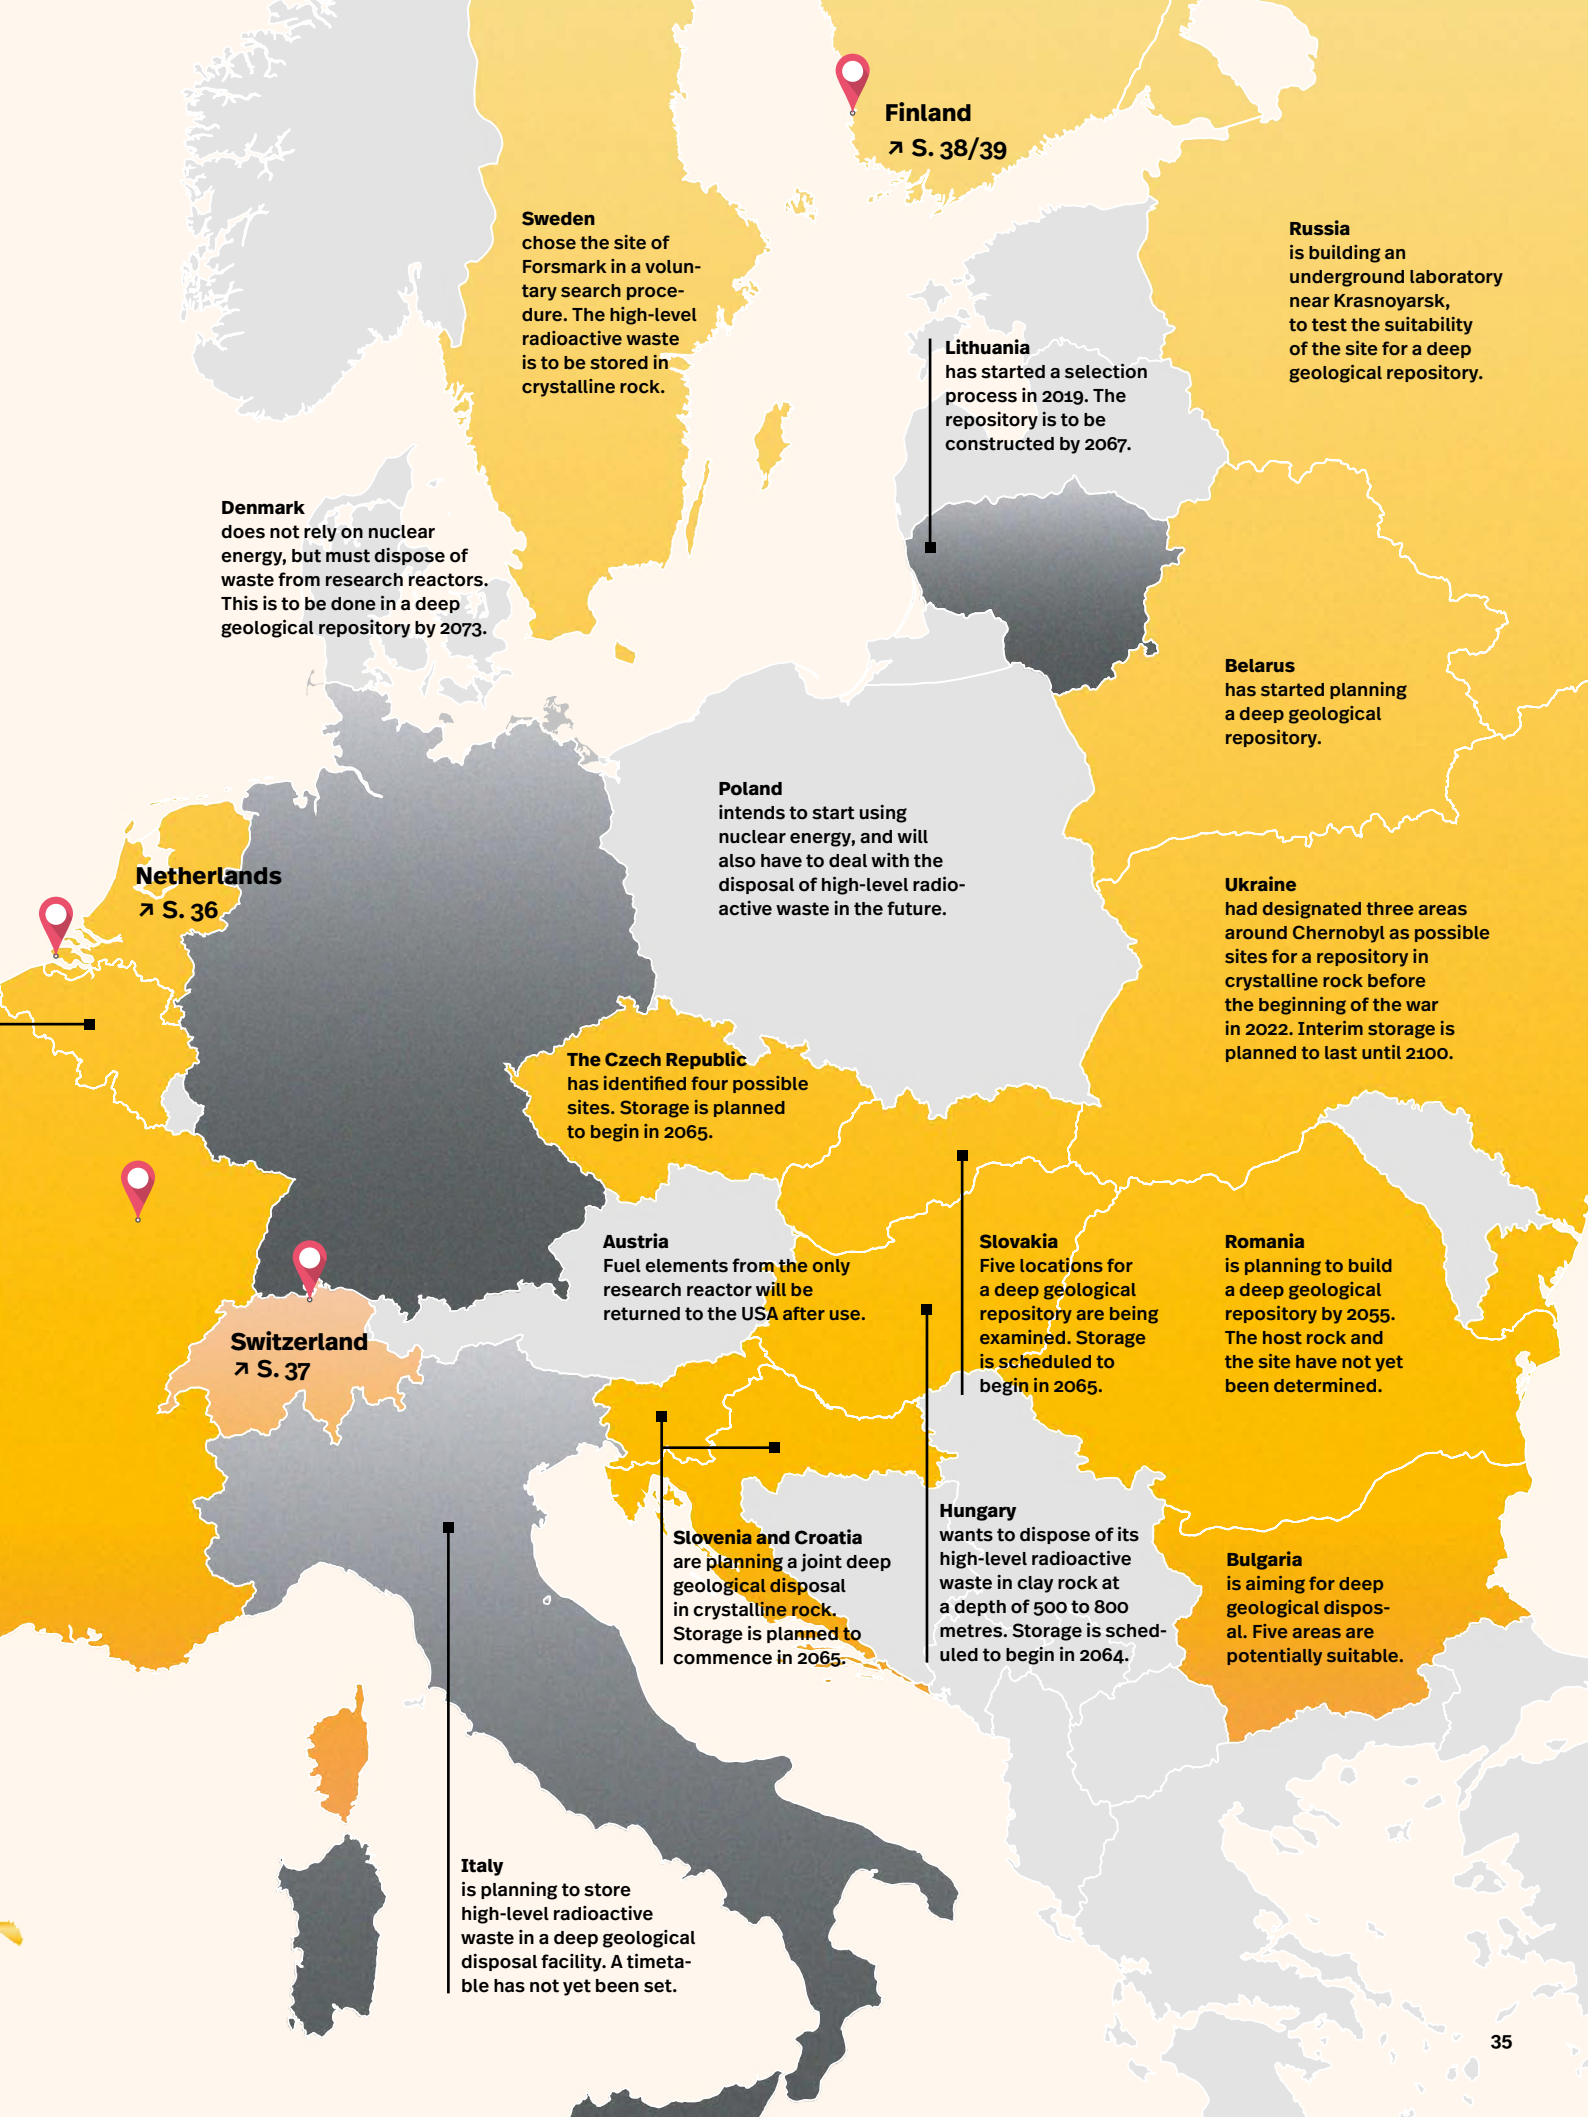 Finland
↗ S. 38/39
Sweden
chose the site of
Forsmark in a volun-
tary search proce-
dure. The high-level
radioactive waste
is to be stored in
crystalline rock.
Russia
is building an
underground laboratory
near Krasnoyarsk,
to test the suitability
of the site for a deep
geological repository.
Lithuania
has started a selection
process in 2019. The
repository is to be
constructed by 2067.
Denmark
does not rely on nuclear
energy, but must dispose of
waste from research reactors.
This is to be done in a deep
geological repository by 2073.
Belarus
has started planning
a deep geological
repository.
Poland
intends to start using
nuclear energy, and will
also have to deal with the
disposal of high-level radio-
active waste in the future.
Netherlands
↗ S. 36
Ukraine
had designated three areas
around Chernobyl as possible
sites for a repository in
crystalline rock before
the beginning of the war
in 2022. Interim storage is
planned to last until 2100.
The Czech Republic
has identified four possible
sites. Storage is planned
to begin in 2065.
Austria
Fuel elements from the only
research reactor will be
returned to the USA after use.
Slovakia
Five locations for
a deep geological
repository are being
examined. Storage
is scheduled to
begin in 2065.
Romania
is planning to build
a deep geological
repository by 2055.
The host rock and
the site have not yet
been determined.
Switzerland
↗ S. 37
Slovenia and Croatia
are planning a joint deep
geological disposal
in crystalline rock.
Storage is planned to
commence in 2065.
Hungary
wants to dispose of its
high-level radioactive
waste in clay rock at
a depth of 500 to 800
metres. Storage is sched-
uled to begin in 2064.
Bulgaria
is aiming for deep
geological dispos-
al. Five areas are
potentially suitable.
Italy
is planning to store
high-level radioactive
waste in a deep geological
disposal facility. A timeta-
ble has not yet been set.
35